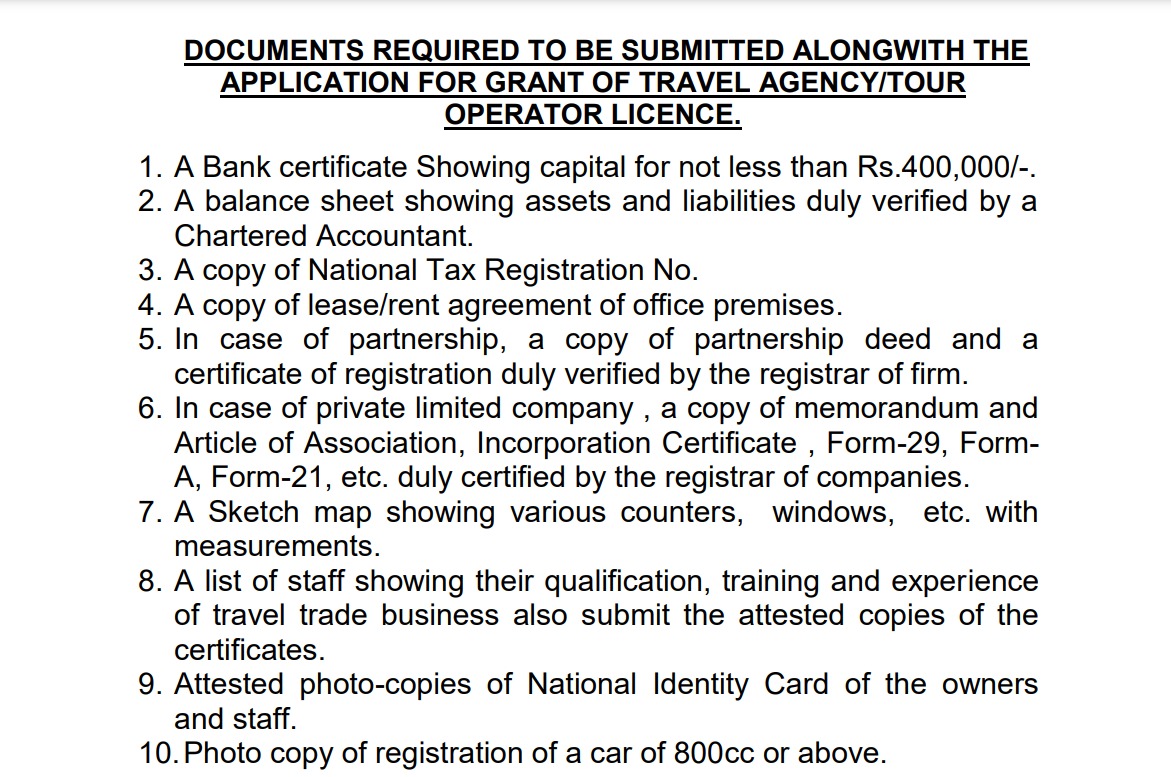 DOCUMENTS REQUIRED TO BE SUBMITTED ALONGWITH THE
APPLICATION FOR GRANT OF TRAVEL AGENCY/TOUR
OPERATOR LICENCE.
1. A Bank certificate Showing capital for not less than Rs.400,000/-.
2. A balance sheet showing assets and liabilities duly verified by a
Chartered Accountant.
3. A copy of National Tax Registration No.
4. A copy of lease/rent agreement of office premises.
5. In case of partnership, a copy of partnership deed and a
certificate of registration duly verified by the registrar of firm.
6. In case of private limited company , a copy of memorandum and
Article of Association, Incorporation Certificate , Form-29, Form-
A, Form-21, etc. duly certified by the registrar of companies.
7. A Sketch map showing various counters, windows, etc. with
measurements.
8. A list of staff showing their qualification, training and experience
of travel trade business also submit the attested copies of the
certificates.
9. Attested photo-copies of National Identity Card of the owners
and staff.
10. Photo copy of registration of a car of 800cc or above.